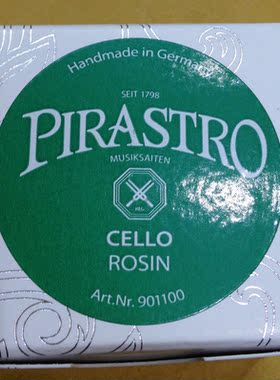 Handmade in Germany
SEIT 1798
PIRASTRO
MUSIKSAITEN
CELLO
ROSIN
Art.Nr. 901100